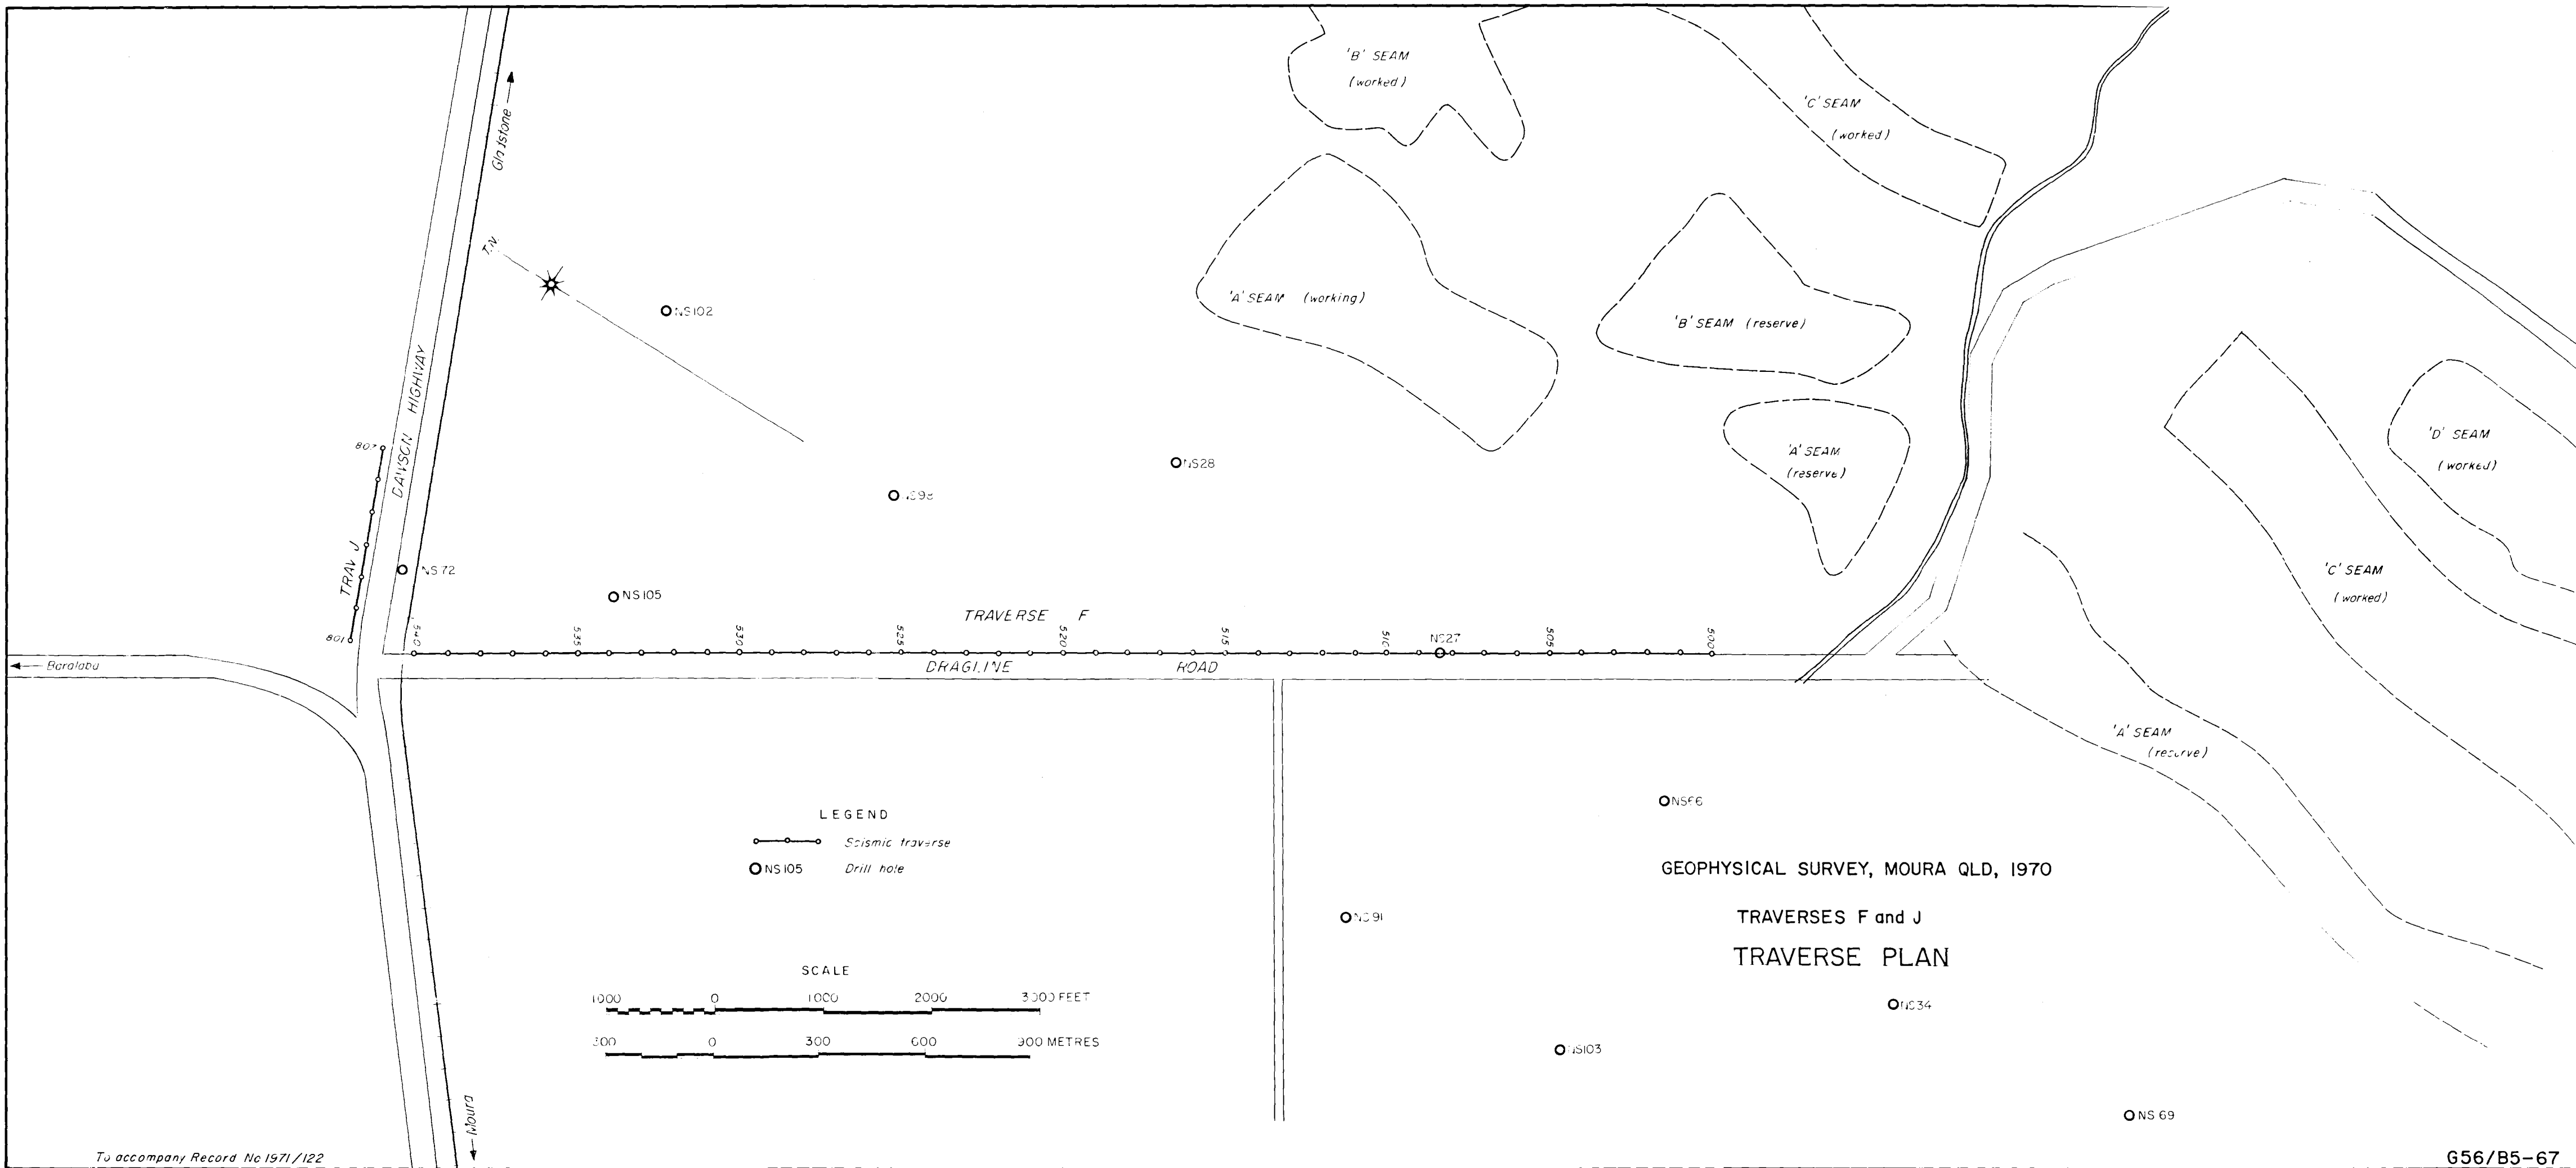 'B' SEAM
(worked)
'C' SEAM
(worked)
Gladstone
T.N.
NS102
'A' SEAM (working)
'B' SEAM (reserve)
DAWSON HIGHWAY
807
NS28
NS98
'A' SEAM
(reserve)
'D' SEAM
(worked)
TRAV J
NS72
NS105
801
'C' SEAM
(worked)
TRAVERSE F
540
535
530
525
520
515
510
NS27
505
500
Baralaba
DRAGLINE ROAD
'A' SEAM
(reserve)
LEGEND
Seismic traverse
NS105 Drill hole
NS66
GEOPHYSICAL SURVEY, MOURA QLD, 1970
NS91
TRAVERSES F and J
TRAVERSE PLAN
SCALE
1000 0 1000 2000 3000 FEET
300 0 300 600 900 METRES
NS34
NS103
Moura
NS 69
To accompany Record No 1971/122
G56/B5-67